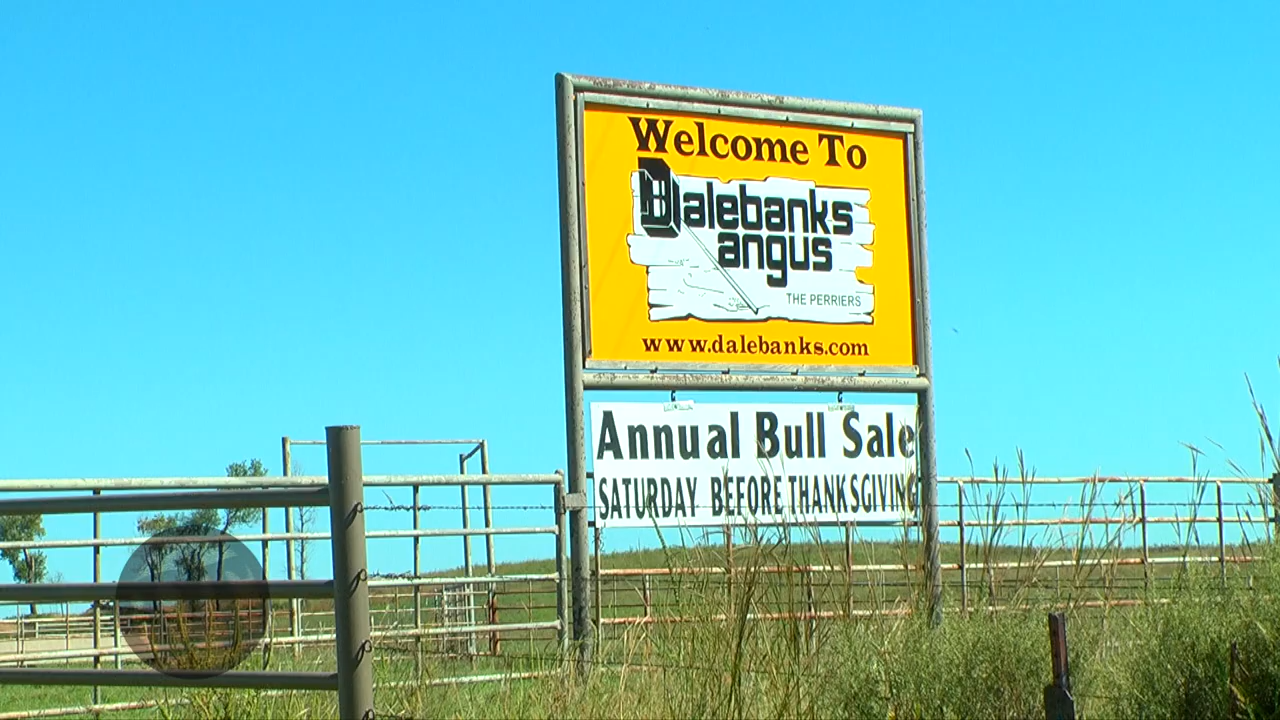 Welcome To
Dalebanks
angus
THE PERRIERS
www.dalebanks.com
Annual Bull Sale
SATURDAY BEFORE THANKSGIVING